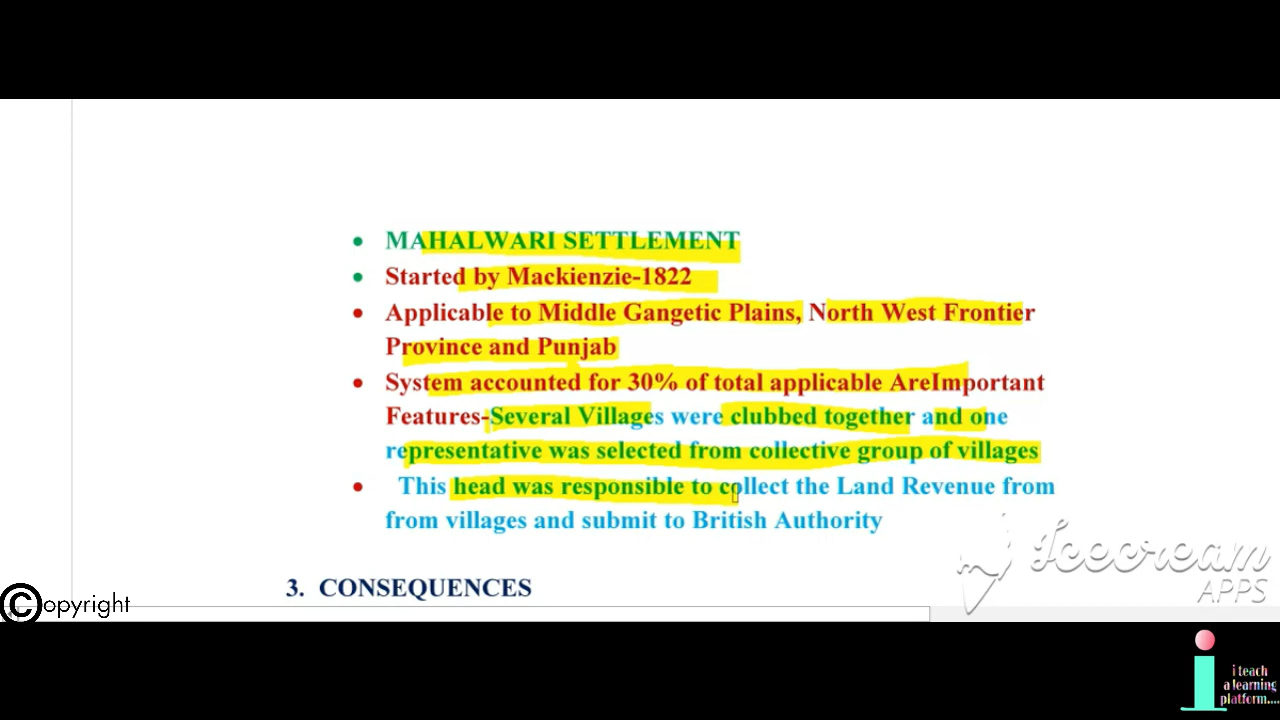 MAHALWARI SETTLEMENT
Started by Mackienzie-1822
Applicable to Middle Gangetic Plains, North West Frontier
Province and Punjab
System accounted for 30% of total applicable AreImportant
Features-Several Villages were clubbed together and one
representative was selected from collective group of villages
This head was responsible to collect the Land Revenue from
from villages and submit to British Authority
3. CONSEQUENCES
Icecream
APPS
©opyright
i teach
a learning
platform....